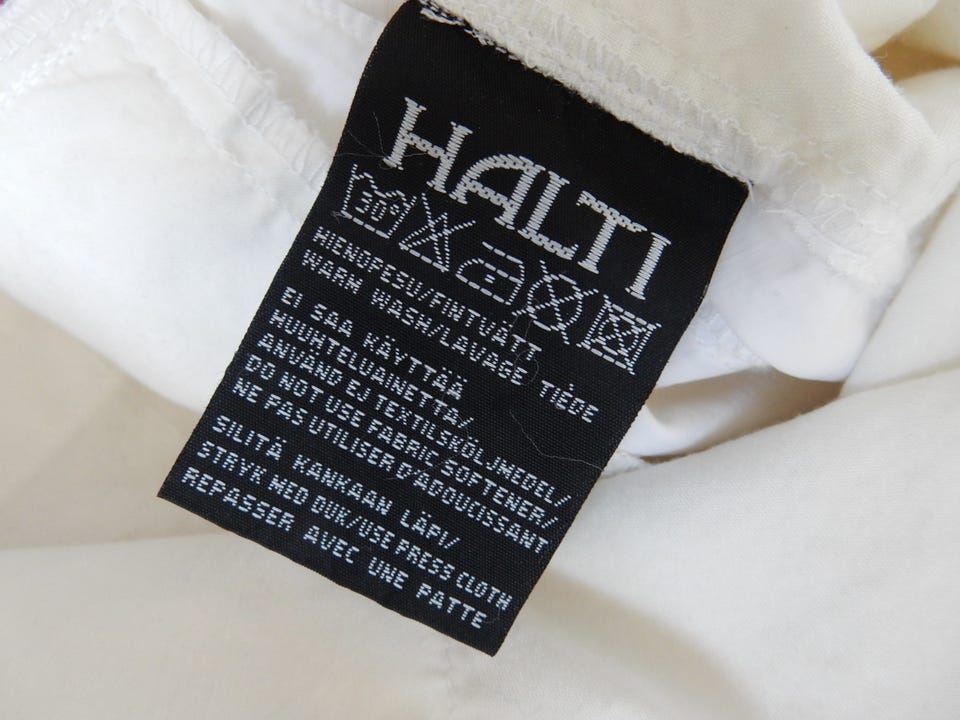 HALTI
30°
HIENOPESU/FINTVÄTT
WARM WASH/LAVAGE TIÈDE
EI SAA KÄYTTÄÄ
HUUHTELUAINETTA/
ANVÄND EJ TEXTILSKÖLJMEDEL/
DO NOT USE FABRIC SOFTENER/
NE PAS UTILISER D'ADOUCISSANT
SILITÄ KANKAAN LÄPI/
STRYK MED DUK/USE PRESS CLOTH
REPASSER AVEC UNE PATTE